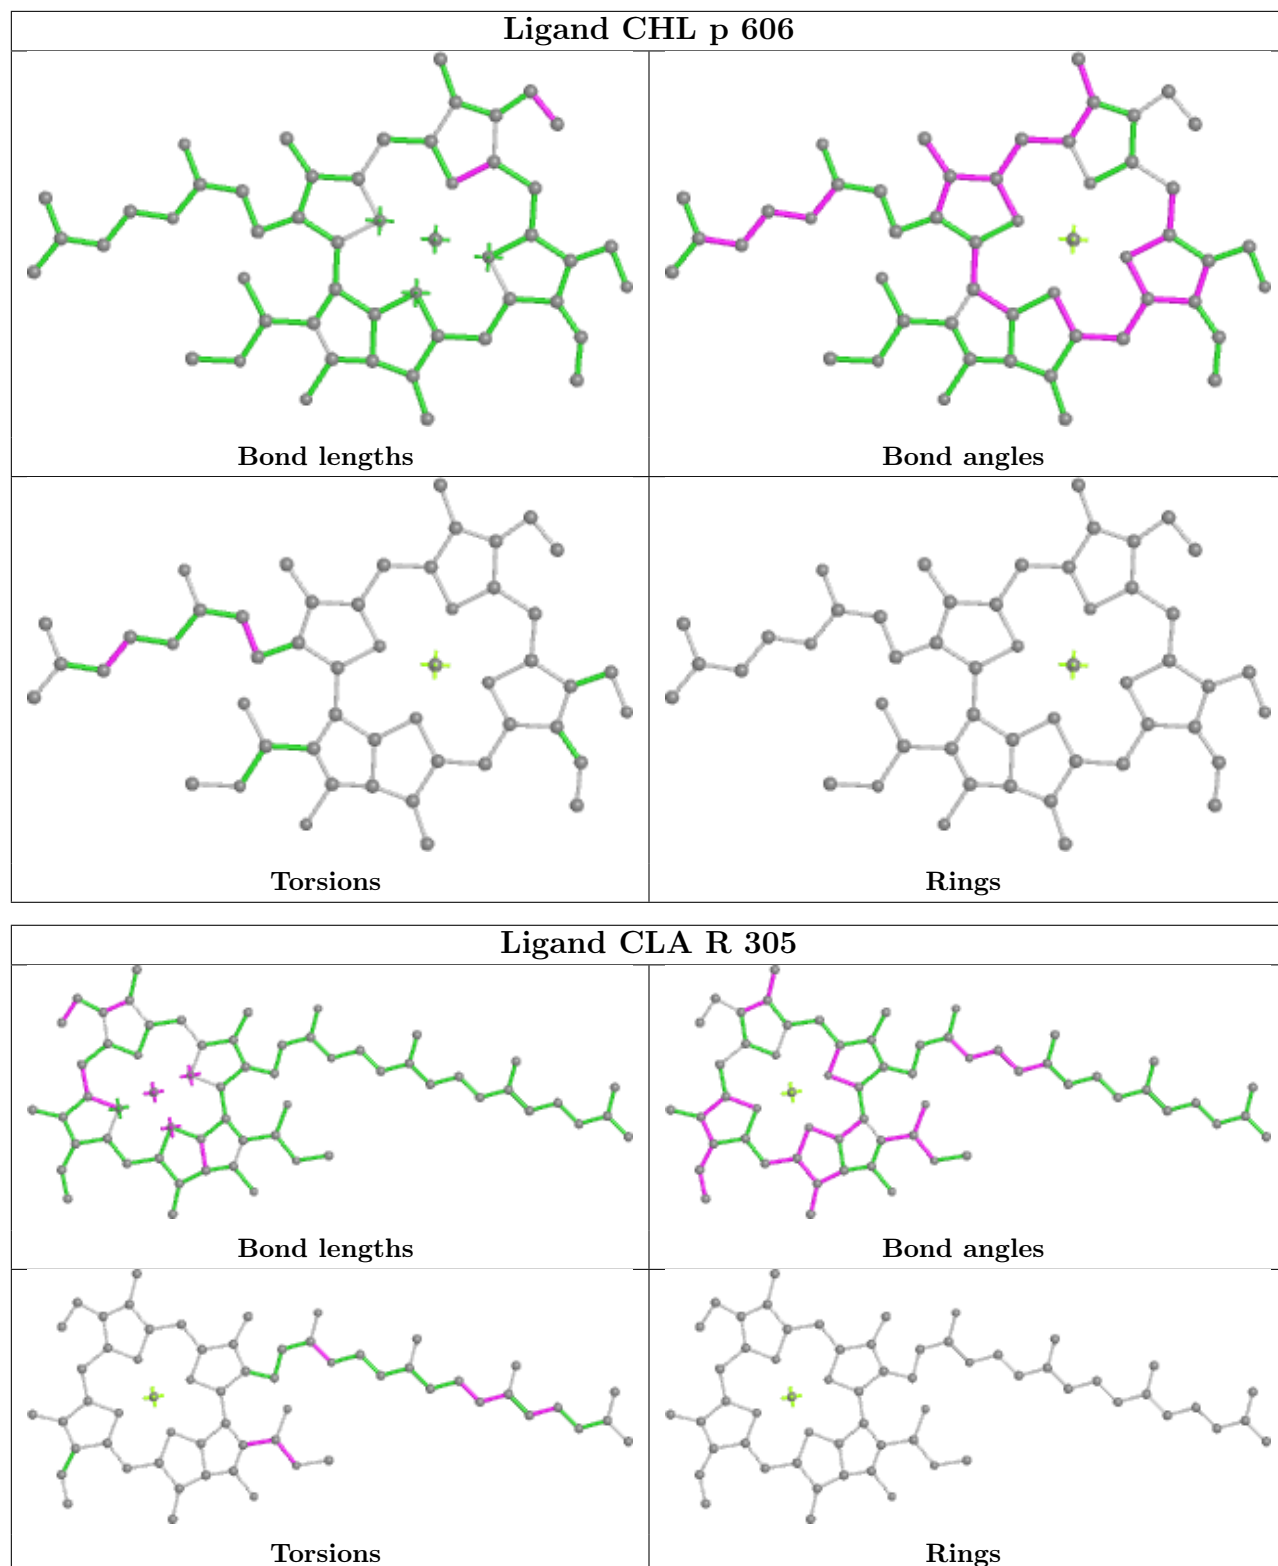 Ligand CHL p 606
Bond lengths
Bond angles
Torsions
Rings
Ligand CLA R 305
Bond lengths
Bond angles
Torsions
Rings